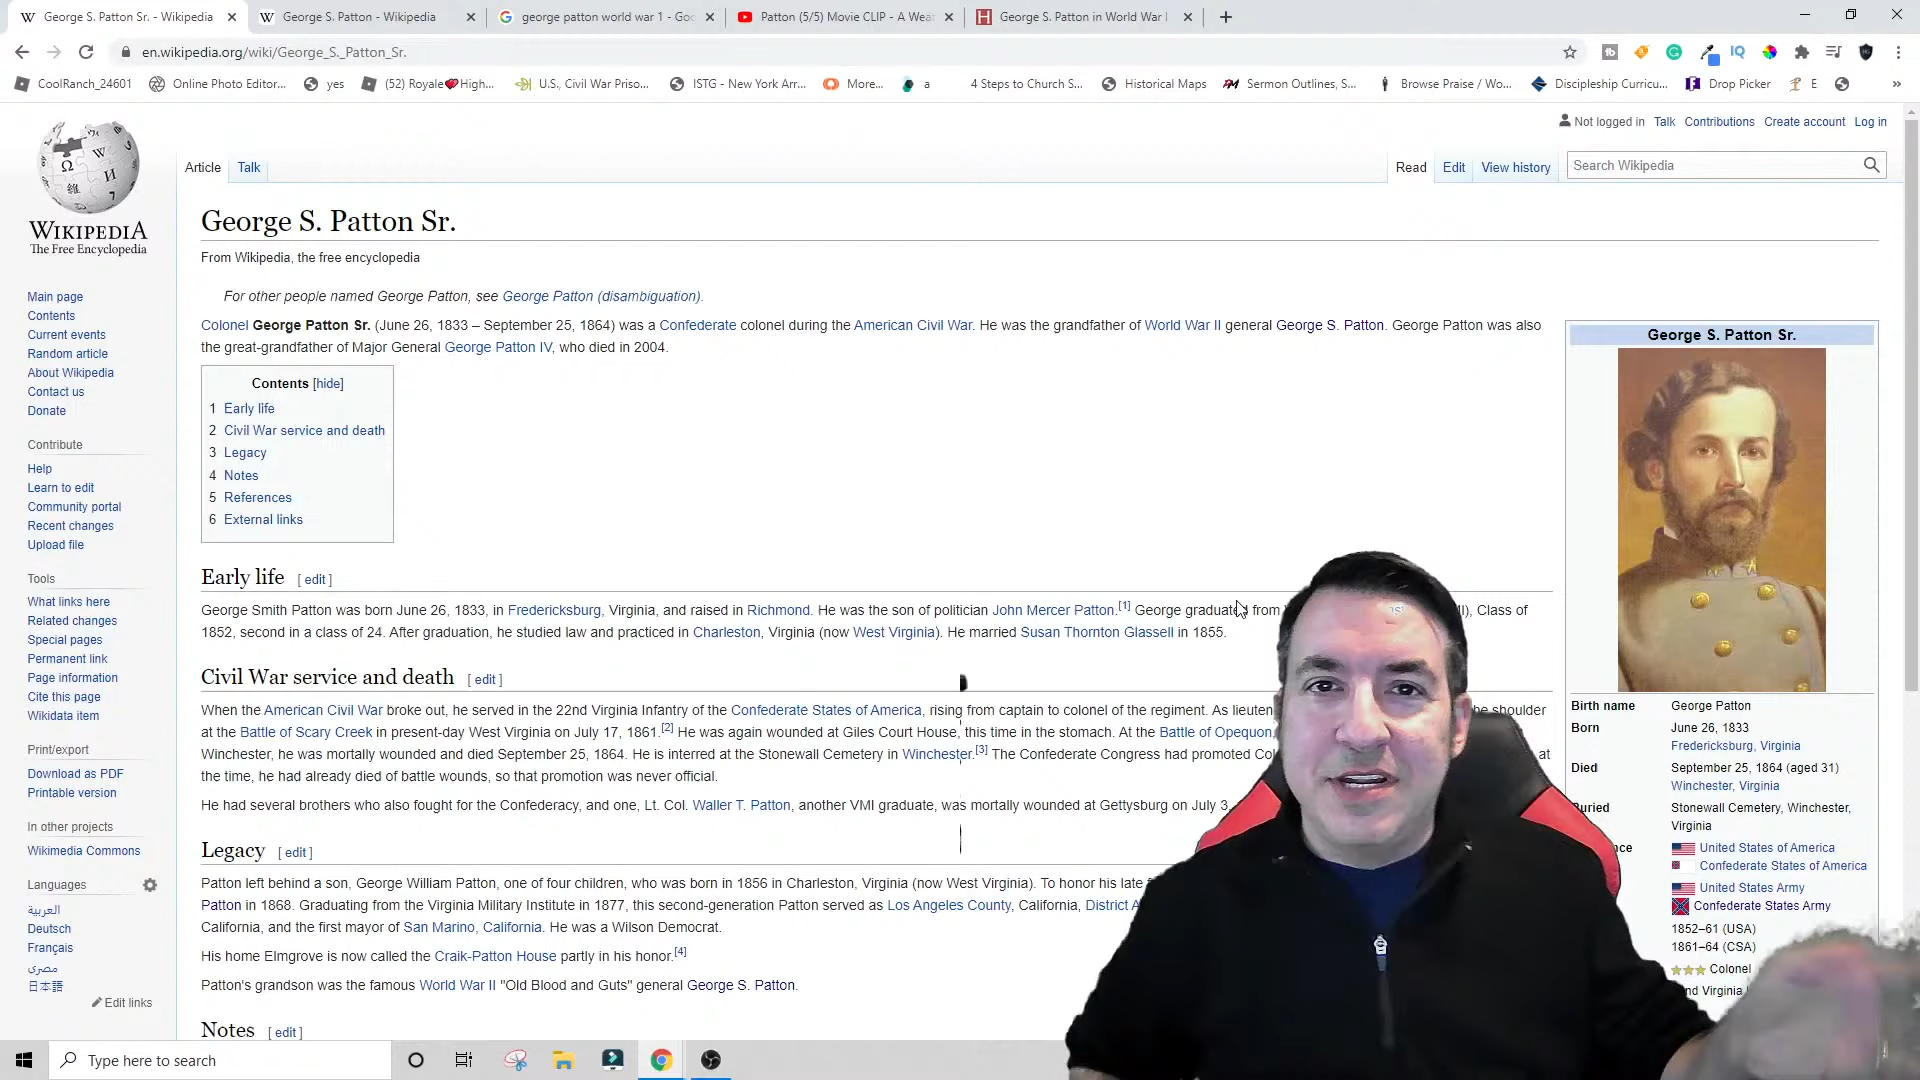 George S. Patton Sr. - Wikipedia
George S. Patton - Wikipedia
george patton world war 1 - Goo
Patton (5/5) Movie CLIP - A Wea
George S. Patton in World War I
en.wikipedia.org/wiki/George_S._Patton_Sr.
CoolRanch_24601
Online Photo Editor...
yes
(52) Royale❤High...
U.S., Civil War Priso...
ISTG - New York Arr...
More...
a
4 Steps to Church S...
Historical Maps
Sermon Outlines, S...
Browse Praise / Wo...
Discipleship Curricu...
Drop Picker
E
»
Not logged in Talk Contributions Create account Log in
Article Talk
Read Edit View history
Search Wikipedia
WIKIPEDIA
The Free Encyclopedia
Main page
Contents
Current events
Random article
About Wikipedia
Contact us
Donate
Contribute
Help
Learn to edit
Community portal
Recent changes
Upload file
Tools
What links here
Related changes
Special pages
Permanent link
Page information
Cite this page
Wikidata item
Print/export
Download as PDF
Printable version
In other projects
Wikimedia Commons
Languages
العربية
Deutsch
Français
مصرى
日本語
Edit links
George S. Patton Sr.
From Wikipedia, the free encyclopedia
For other people named George Patton, see George Patton (disambiguation).
Colonel George Patton Sr. (June 26, 1833 – September 25, 1864) was a Confederate colonel during the American Civil War. He was the grandfather of World War II general George S. Patton. George Patton was also
the great-grandfather of Major General George Patton IV, who died in 2004.
Contents [hide]
1 Early life
2 Civil War service and death
3 Legacy
4 Notes
5 References
6 External links
Early life [ edit ]
George Smith Patton was born June 26, 1833, in Fredericksburg, Virginia, and raised in Richmond. He was the son of politician John Mercer Patton.[1] George graduated from I), Class of
1852, second in a class of 24. After graduation, he studied law and practiced in Charleston, Virginia (now West Virginia). He married Susan Thornton Glassell in 1855.
Civil War service and death [ edit ]
When the American Civil War broke out, he served in the 22nd Virginia Infantry of the Confederate States of America, rising from captain to colonel of the regiment. As lieuten he shoulder
at the Battle of Scary Creek in present-day West Virginia on July 17, 1861.[2] He was again wounded at Giles Court House, this time in the stomach. At the Battle of Opequon,
Winchester, he was mortally wounded and died September 25, 1864. He is interred at the Stonewall Cemetery in Winchester.[3] The Confederate Congress had promoted Col at
the time, he had already died of battle wounds, so that promotion was never official.
He had several brothers who also fought for the Confederacy, and one, Lt. Col. Waller T. Patton, another VMI graduate, was mortally wounded at Gettysburg on July 3,
Legacy [ edit ]
Patton left behind a son, George William Patton, one of four children, who was born in 1856 in Charleston, Virginia (now West Virginia). To honor his late
Patton in 1868. Graduating from the Virginia Military Institute in 1877, this second-generation Patton served as Los Angeles County, California, District A
California, and the first mayor of San Marino, California. He was a Wilson Democrat.
His home Elmgrove is now called the Craik-Patton House partly in his honor.[4]
Patton's grandson was the famous World War II "Old Blood and Guts" general George S. Patton.
Notes [ edit ]
George S. Patton Sr.
Birth name George Patton
Born June 26, 1833
Fredericksburg, Virginia
Died September 25, 1864 (aged 31)
Winchester, Virginia
Buried Stonewall Cemetery, Winchester,
Virginia
nce United States of America
Confederate States of America
United States Army
Confederate States Army
1852–61 (USA)
1861–64 (CSA)
Colonel
nd Virginia
Type here to search